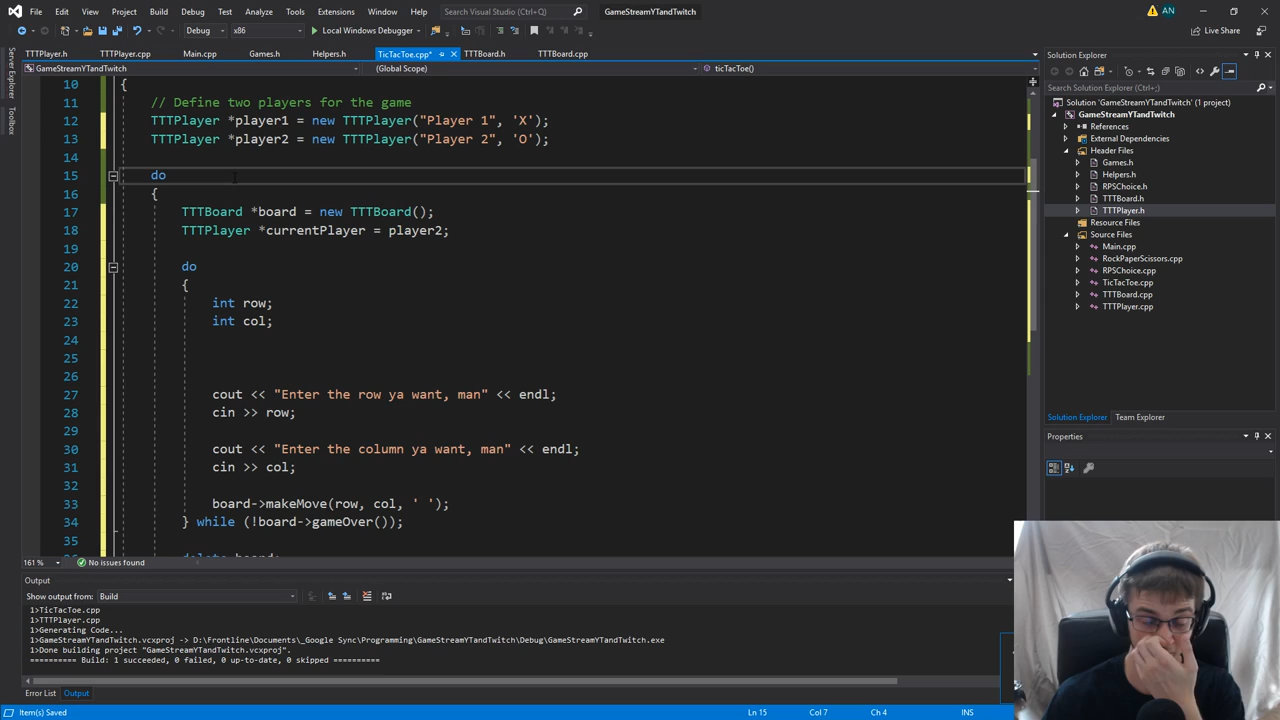 File Edit View Project Build Debug Test Analyze Tools Extensions Window Help Search Visual Studio (Ctrl+Q) GameStreamYTandTwitch AN
Debug x86 Local Windows Debugger Live Share
TTTPlayer.h TTTPlayer.cpp Main.cpp Games.h Helpers.h TicTacToe.cpp* TTTBoard.h TTTBoard.cpp
GameStreamYTandTwitch (Global Scope) ticTacToe()
Server Explorer
Toolbox
10 {
11 // Define two players for the game
12 TTTPlayer *player1 = new TTTPlayer("Player 1", 'X');
13 TTTPlayer *player2 = new TTTPlayer("Player 2", 'O');
14
15 do
16 {
17 TTTBoard *board = new TTTBoard();
18 TTTPlayer *currentPlayer = player2;
19
20 do
21 {
22 int row;
23 int col;
24
25
26
27 cout << "Enter the row ya want, man" << endl;
28 cin >> row;
29
30 cout << "Enter the column ya want, man" << endl;
31 cin >> col;
32
33 board->makeMove(row, col, ' ');
34 } while (!board->gameOver());
35
36 delete board;
161 % No issues found
Output
Show output from: Build
1>TicTacToe.cpp
1>TTTPlayer.cpp
1>Generating Code...
1>GameStreamYTandTwitch.vcxproj -> D:\Frontline\Documents\_Google Sync\Programming\GameStreamYTandTwitch\Debug\GameStreamYTandTwitch.exe
1>Done building project "GameStreamYTandTwitch.vcxproj".
========== Build: 1 succeeded, 0 failed, 0 up-to-date, 0 skipped ==========
Error List Output
Item(s) Saved Ln 15 Col 7 Ch 4 INS
Solution Explorer
Search Solution Explorer (Ctrl+;)
Solution 'GameStreamYTandTwitch' (1 project)
GameStreamYTandTwitch
References
External Dependencies
Header Files
Games.h
Helpers.h
RPSChoice.h
TTTBoard.h
TTTPlayer.h
Resource Files
Source Files
Main.cpp
RockPaperScissors.cpp
RPSChoice.cpp
TicTacToe.cpp
TTTBoard.cpp
TTTPlayer.cpp
Solution Explorer Team Explorer
Properties